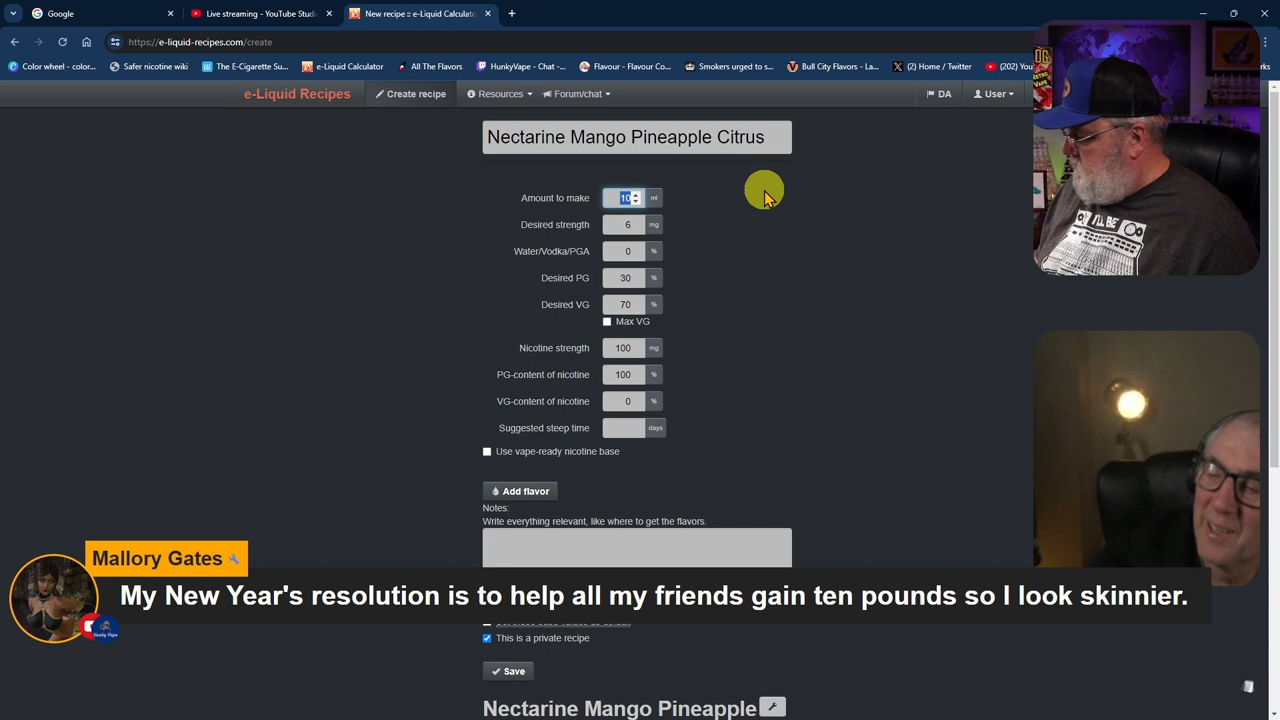 Google
Live streaming - YouTube Studi
New recipe :: e-Liquid Calculato
https://e-liquid-recipes.com/create
Color wheel - color...
Safer nicotine wiki
The E-Cigarette Su...
e-Liquid Calculator
All The Flavors
HunkyVape - Chat -...
Flavour – Flavour Co...
Smokers urged to s...
Bull City Flavors - La...
(2) Home / Twitter
(202) You
ks
e-Liquid Recipes
Create recipe
Resources
Forum/chat
DA
User
Nectarine Mango Pineapple Citrus
Amount to make 10 ml
Desired strength 6 mg
Water/Vodka/PGA 0 %
Desired PG 30 %
Desired VG 70 %
Max VG
Nicotine strength 100 mg
PG-content of nicotine 100 %
VG-content of nicotine 0 %
Suggested steep time days
Use vape-ready nicotine base
Add flavor
Notes:
Write everything relevant, like where to get the flavors.
Mallory Gates
My New Year's resolution is to help all my friends gain ten pounds so I look skinnier.
This is a private recipe
Save
Nectarine Mango Pineapple
I'LL BE